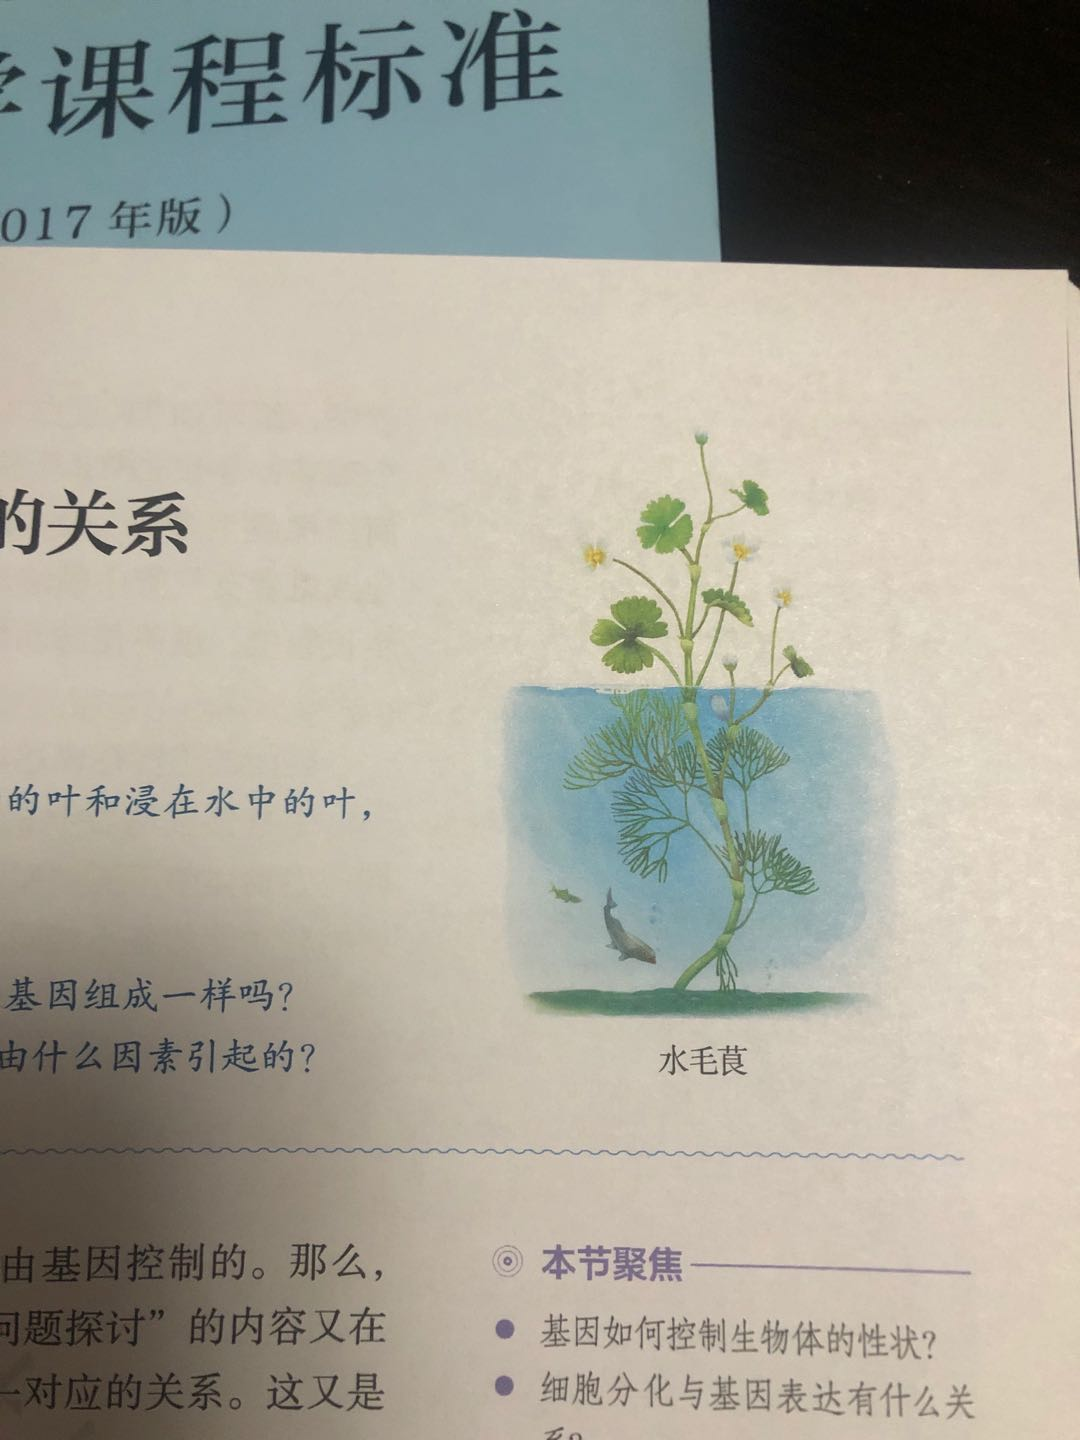 课程标准
017年版）
的关系
的叶和浸在水中的叶，
基因组成一样吗？
由什么因素引起的？
水毛茛
由基因控制的。那么，
问题探讨”的内容又在
一对应的关系。这又是
本节聚焦
基因如何控制生物体的性状？
细胞分化与基因表达有什么关
系？